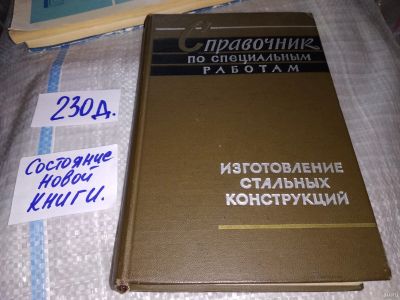 Справочник
ПО СПЕЦИАЛЬНЫМ
РАБОТАМ
ИЗГОТОВЛЕНИЕ
СТАЛЬНЫХ
КОНСТРУКЦИЙ
230Д.
Состояние
новой
книги.